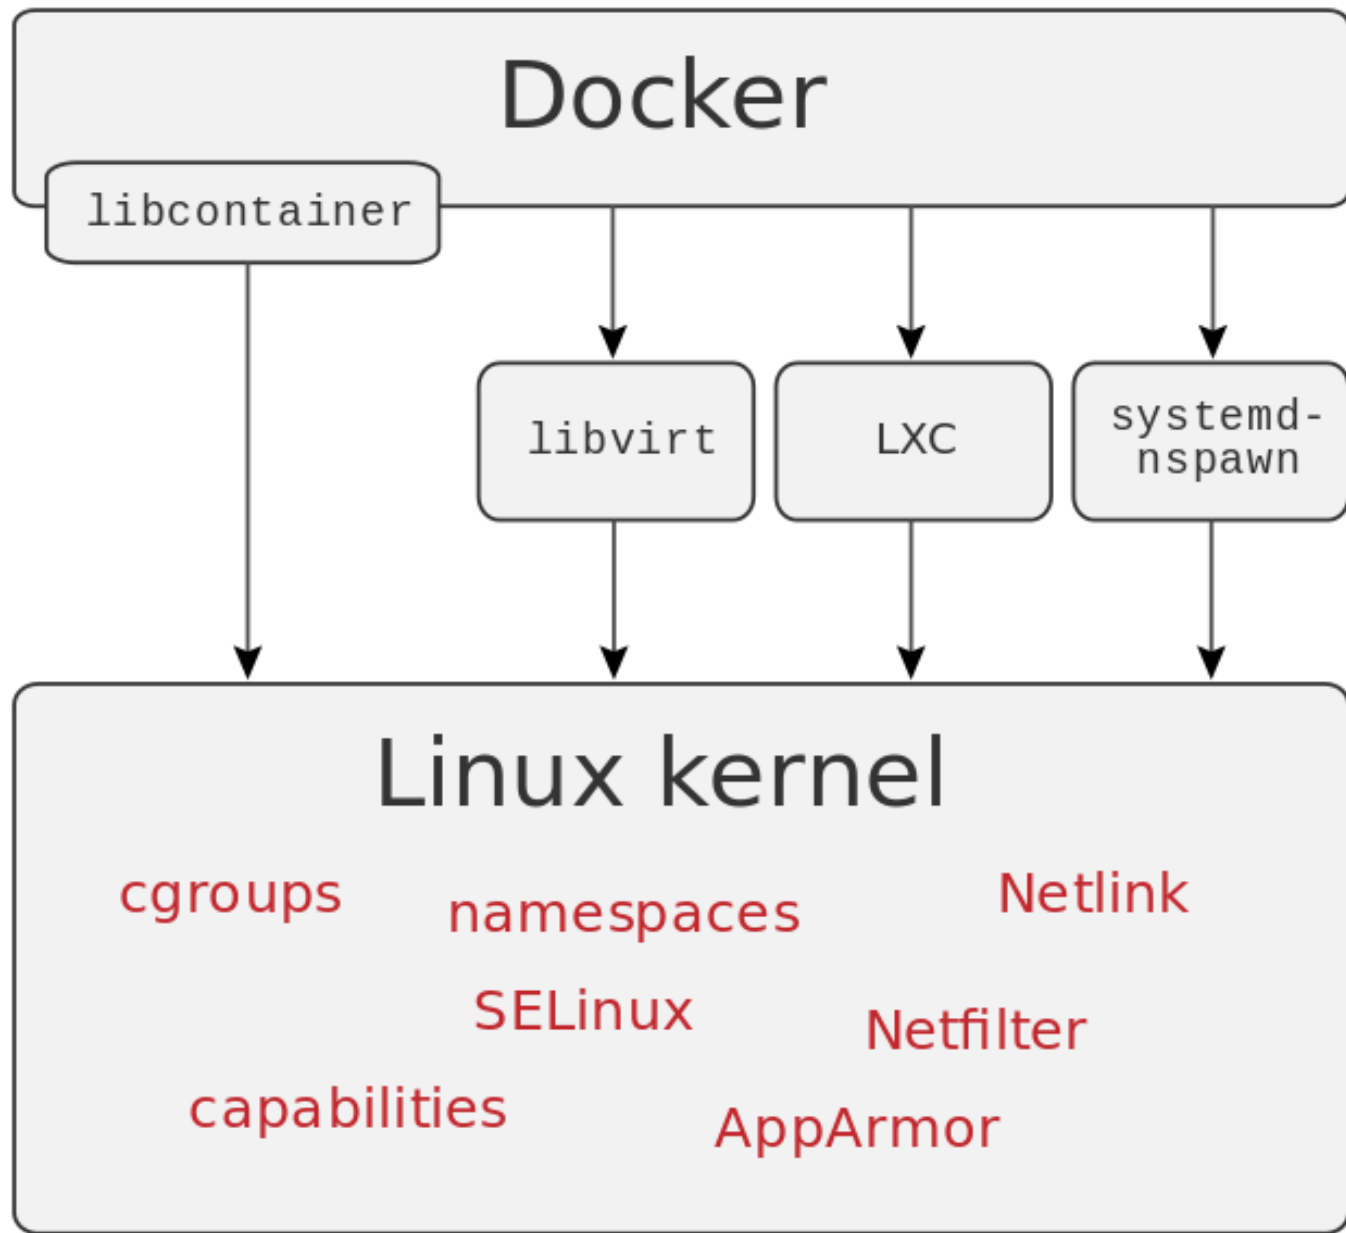 Docker
libcontainer
libvirt
LXC
systemd-
nspawn
Linux kernel
cgroups
namespaces
Netlink
SELinux
Netfilter
capabilities
AppArmor